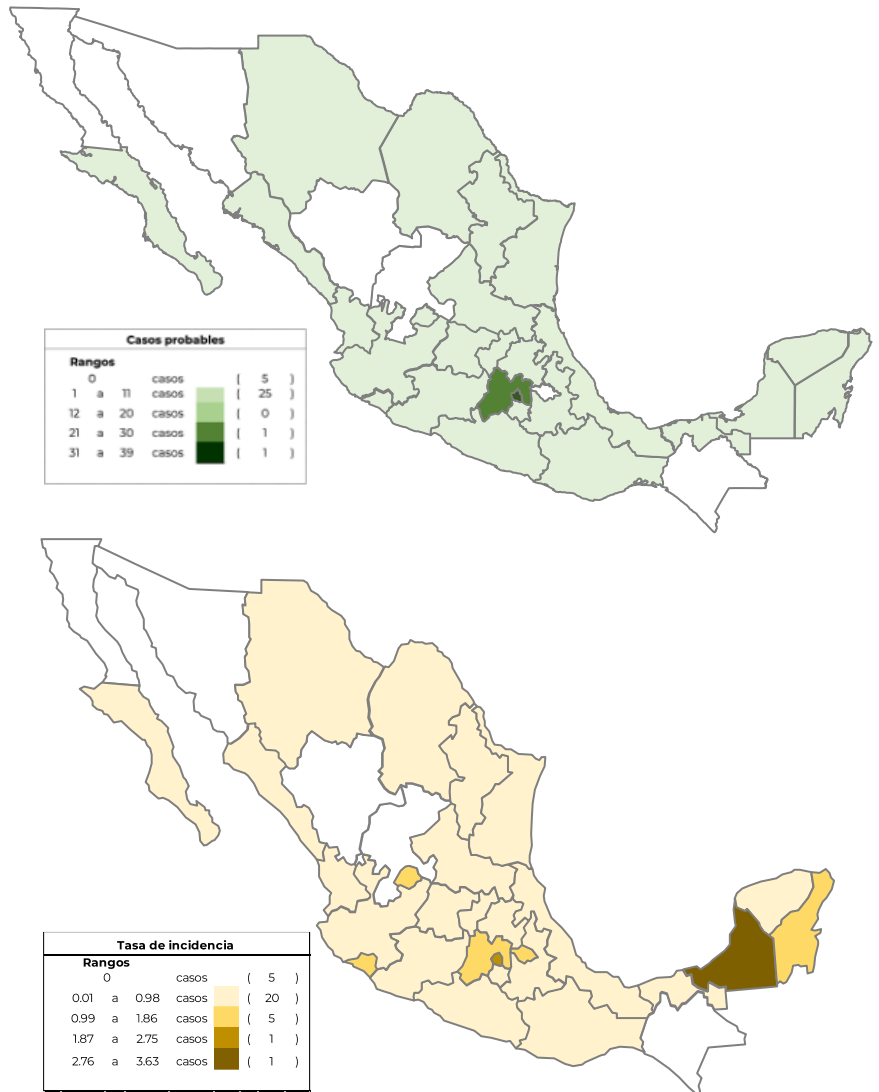 Casos probables
Rangos
0 casos ( 5 )
1 a 11 casos ( 25 )
12 a 20 casos ( 0 )
21 a 30 casos ( 1 )
31 a 39 casos ( 1 )
Tasa de incidencia
Rangos
0 casos ( 5 )
0.01 a 0.98 casos ( 20 )
0.99 a 1.86 casos ( 5 )
1.87 a 2.75 casos ( 1 )
2.76 a 3.63 casos ( 1 )